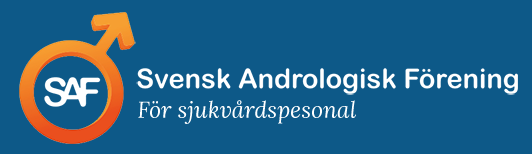 SAF
Svensk Andrologisk Förening
För sjukvårdspesonal